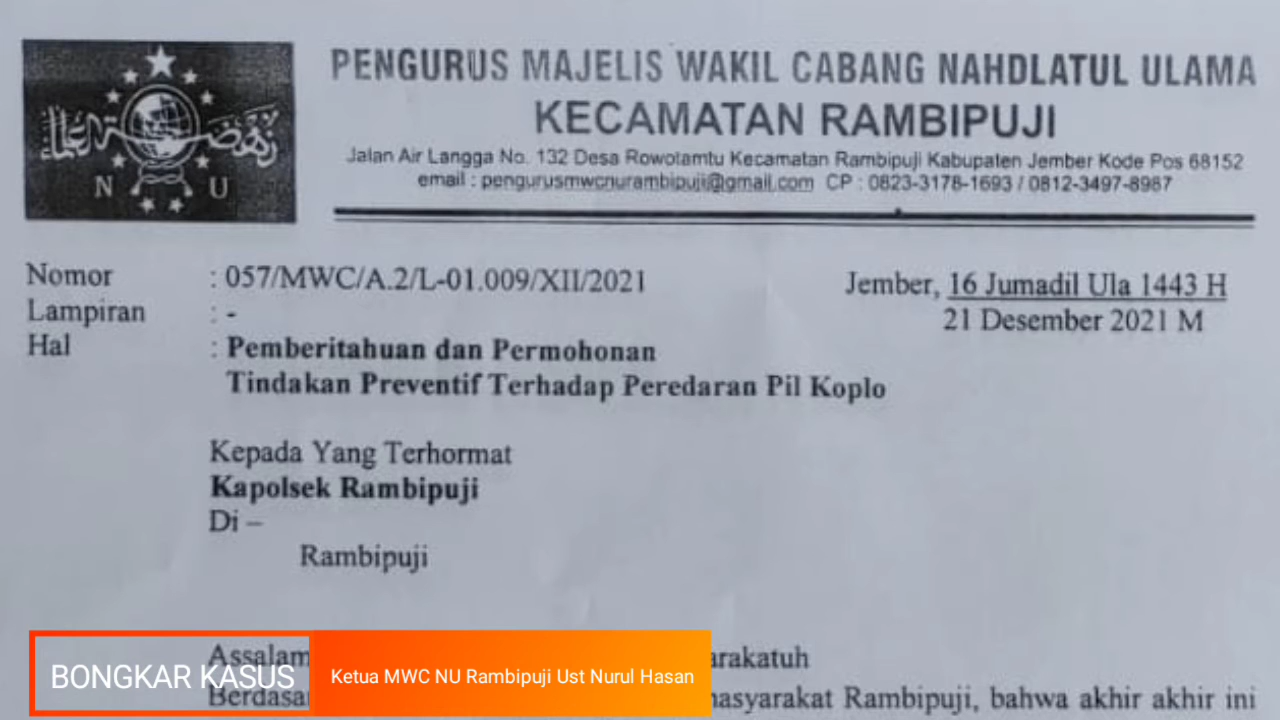 PENGURUS MAJELIS WAKIL CABANG NAHDLATUL ULAMA
KECAMATAN RAMBIPUJI
Jalan Air Langga No. 132 Desa Rowotamtu Kecamatan Rambipuji Kabupaten Jember Kode Pos 68152
email : pengurusmwcnurambipuji@gmail.com CP : 0823-3178-1693 / 0812-3497-8987
نهضة العلماء
N U
Nomor : 057/MWC/A.2/L-01.009/XII/2021
Jember, 16 Jumadil Ula 1443 H
Lampiran : -
21 Desember 2021 M
Hal : Pemberitahuan dan Permohonan
Tindakan Preventif Terhadap Peredaran Pil Koplo
Kepada Yang Terhormat
Kapolsek Rambipuji
Di –
Rambipuji
Assalam arakatuh
Berdasa masyarakat Rambipuji, bahwa akhir akhir ini
BONGKAR KASUS
Ketua MWC NU Rambipuji Ust Nurul Hasan